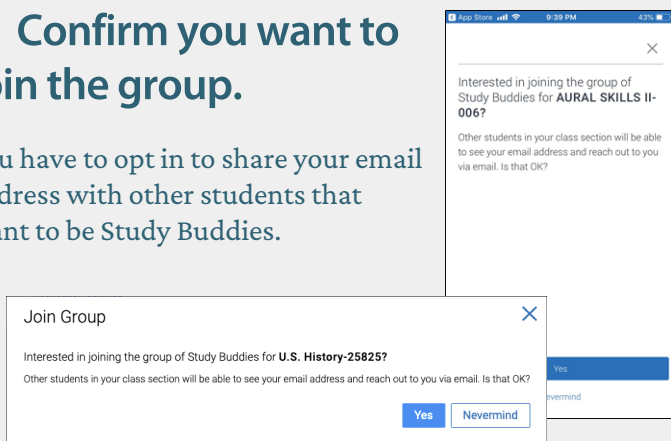 Confirm you want to
in the group.
u have to opt in to share your email
dress with other students that
nt to be Study Buddies.
App Store 9:39 PM 43%
Interested in joining the group of
Study Buddies for AURAL SKILLS II-
006?
Other students in your class section will be able
to see your email address and reach out to you
via email. Is that OK?
Yes
evermind
Join Group
Interested in joining the group of Study Buddies for U.S. History-25825?
Other students in your class section will be able to see your email address and reach out to you via email. Is that OK?
Yes Nevermind